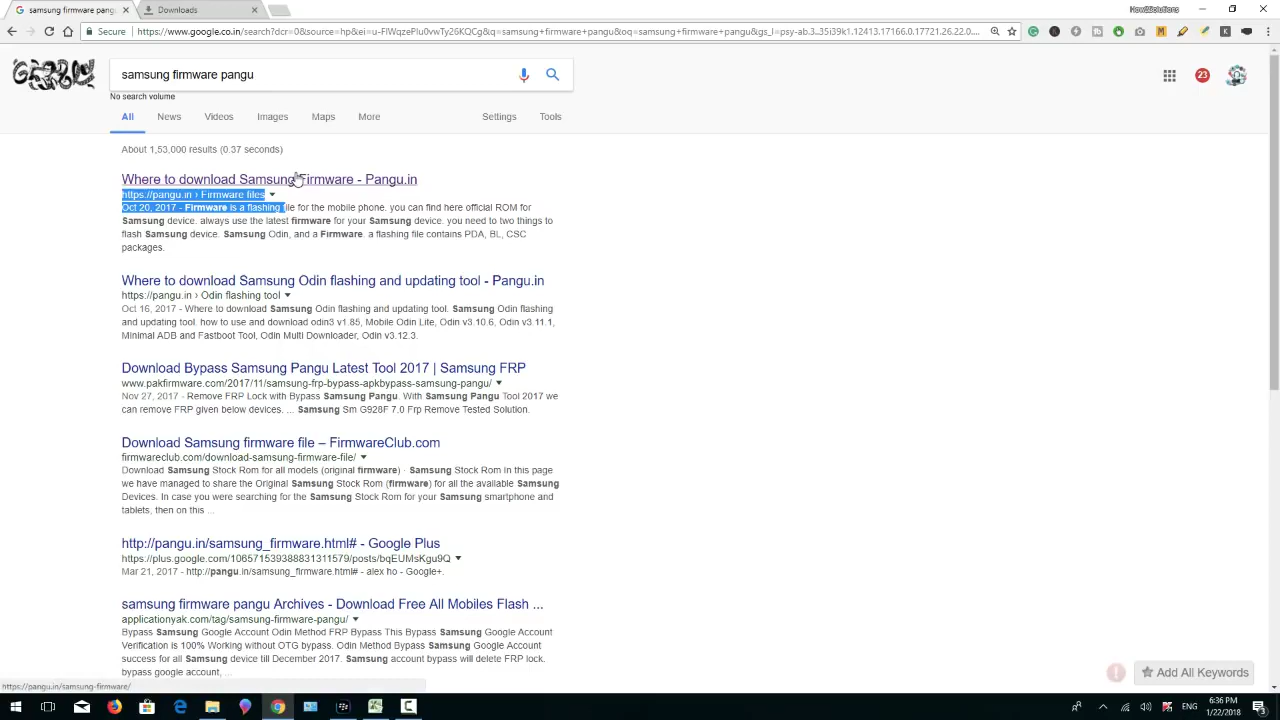 samsung firmware pang
Downloads
How2Solutions
Secure
https://www.google.co.in/search?dcr=0&source=hp&ei=u-FlWqzePIu0vwTy26KQCg&q=samsung+firmware+pangu&oq=samsung+firmware+pangu&gs_l=psy-ab.3..35i39k1.12413.17166.0.17721.26.22.0....
samsung firmware pangu
23
No search volume
All News Videos Images Maps More Settings Tools
About 1,53,000 results (0.37 seconds)
Where to download Samsung Firmware - Pangu.in
https://pangu.in › Firmware files
Oct 20, 2017 - Firmware is a flashing file for the mobile phone. you can find here official ROM for
Samsung device. always use the latest firmware for your Samsung device. you need to two things to
flash Samsung device. Samsung Odin, and a Firmware. a flashing file contains PDA, BL, CSC
packages.
Where to download Samsung Odin flashing and updating tool - Pangu.in
https://pangu.in › Odin flashing tool
Oct 16, 2017 - Where to download Samsung Odin flashing and updating tool. Samsung Odin flashing
and updating tool. how to use and download odin3 v1.85, Mobile Odin Lite, Odin v3.10.6, Odin v3 11.1,
Minimal ADB and Fastboot Tool, Odin Multi Downloader, Odin v3.12.3.
Download Bypass Samsung Pangu Latest Tool 2017 | Samsung FRP
www.pakfirmware.com/2017/11/samsung-frp-bypass-apkbypass-samsung-pangu/
Nov 27, 2017 - Remove FRP Lock with Bypass Samsung Pangu. With Samsung Pangu Tool 2017 we
can remove FRP given below devices. ... Samsung Sm G928F 7.0 Frp Remove Tested Solution.
Download Samsung firmware file – FirmwareClub.com
firmwareclub.com/download-samsung-firmware-file/
Download Samsung Stock Rom for all models (original firmware) · Samsung Stock Rom in this page
we have managed to share the Original Samsung Stock Rom (firmware) for all the available Samsung
Devices. In case you were searching for the Samsung Stock Rom for your Samsung smartphone and
tablets, then on this ...
http://pangu.in/samsung_firmware.html# - Google Plus
https://plus.google.com/106571539388831311579/posts/bqEUMsKgu9Q
Mar 21, 2017 - http://pangu.in/samsung_firmware.html# - alex ho - Google+.
samsung firmware pangu Archives - Download Free All Mobiles Flash ...
applicationyak.com/tag/samsung-firmware-pangu/
Bypass Samsung Google Account Odin Method FRP Bypass This Bypass Samsung Google Account
Verification is 100% Working without OTG bypass. Odin Method Bypass Samsung Google Account
success for all Samsung device till December 2017. Samsung account bypass will delete FRP lock.
bypass google account, ...
Add All Keywords
https://pangu.in/samsung-firmware/
ENG
6:36 PM
1/22/2018